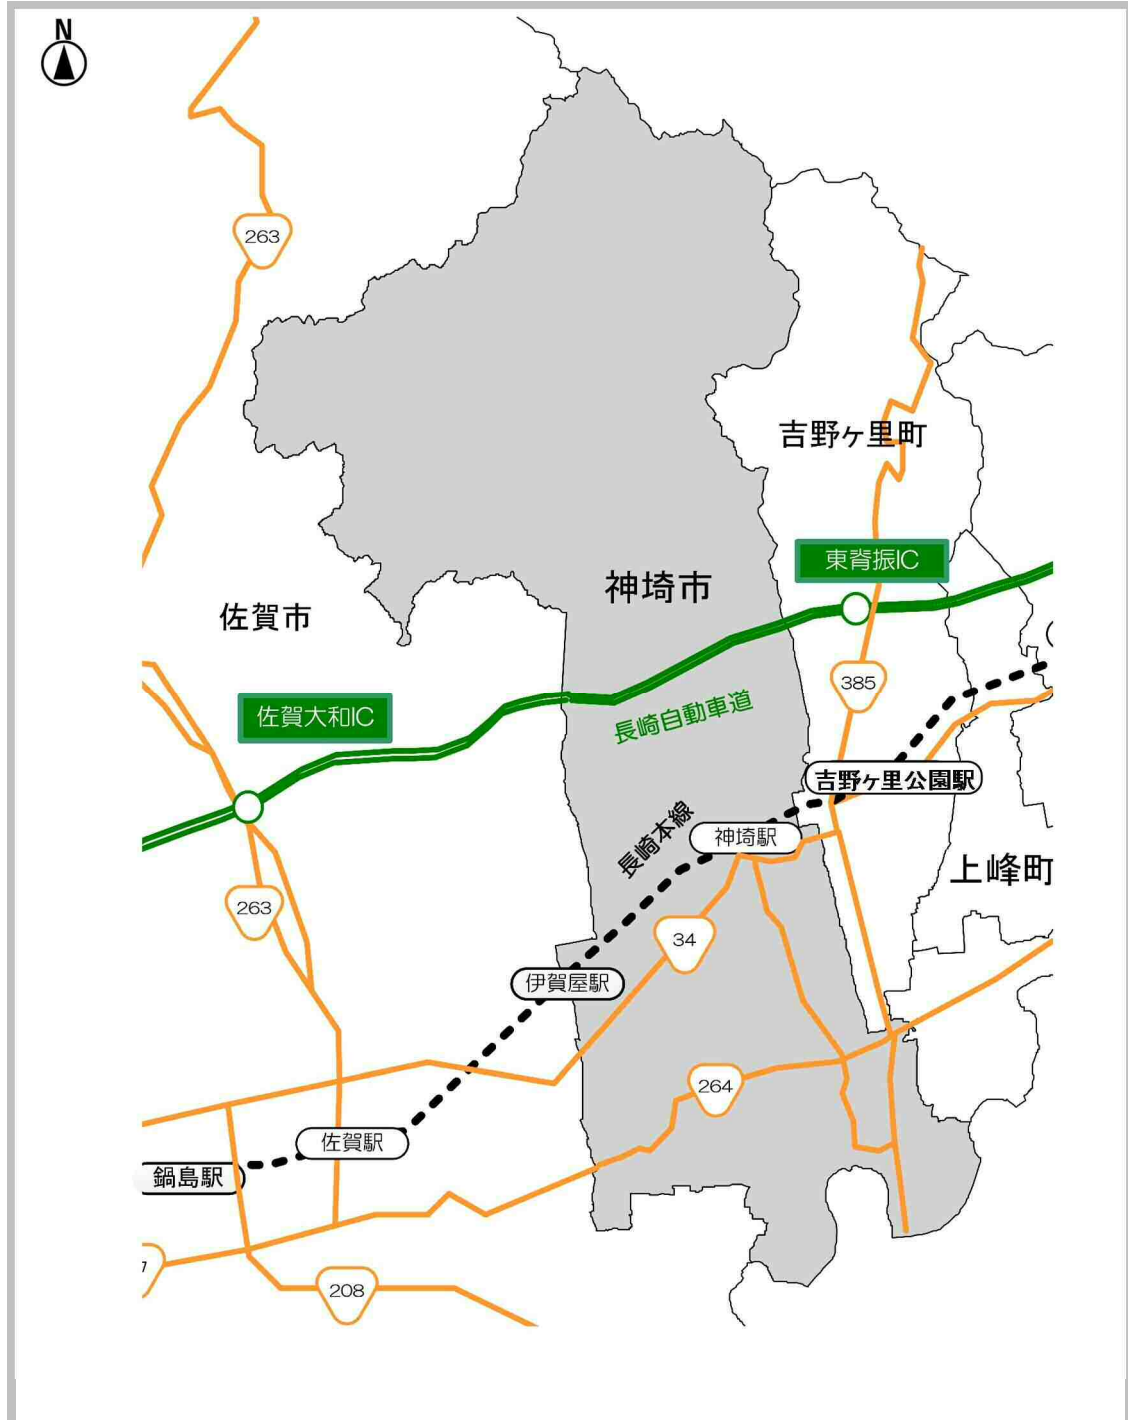 N
263
吉野ヶ里町
東脊振IC
神埼市
佐賀市
385
佐賀大和IC
長崎自動車道
吉野ヶ里公園駅
長崎本線
神埼駅
上峰町
263
34
伊賀屋駅
264
佐賀駅
鍋島駅
7
208